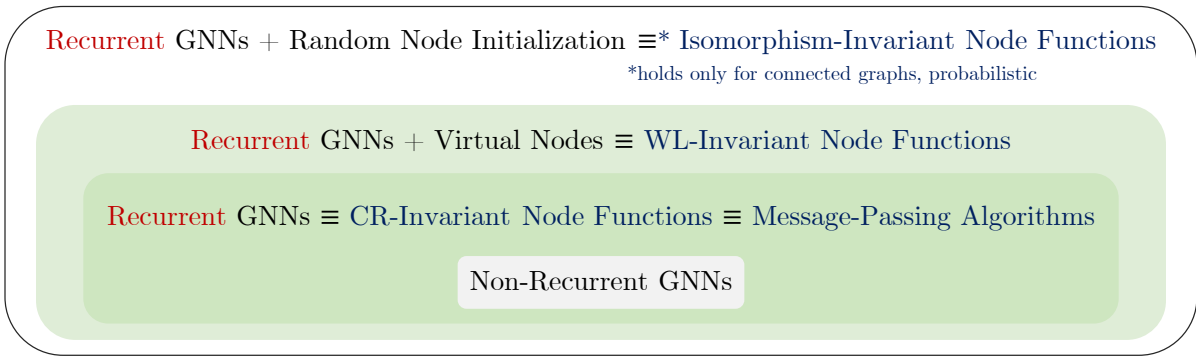 Recurrent GNNs + Random Node Initialization ≡* Isomorphism-Invariant Node Functions
*holds only for connected graphs, probabilistic
Recurrent GNNs + Virtual Nodes ≡ WL-Invariant Node Functions
Recurrent GNNs ≡ CR-Invariant Node Functions ≡ Message-Passing Algorithms
Non-Recurrent GNNs